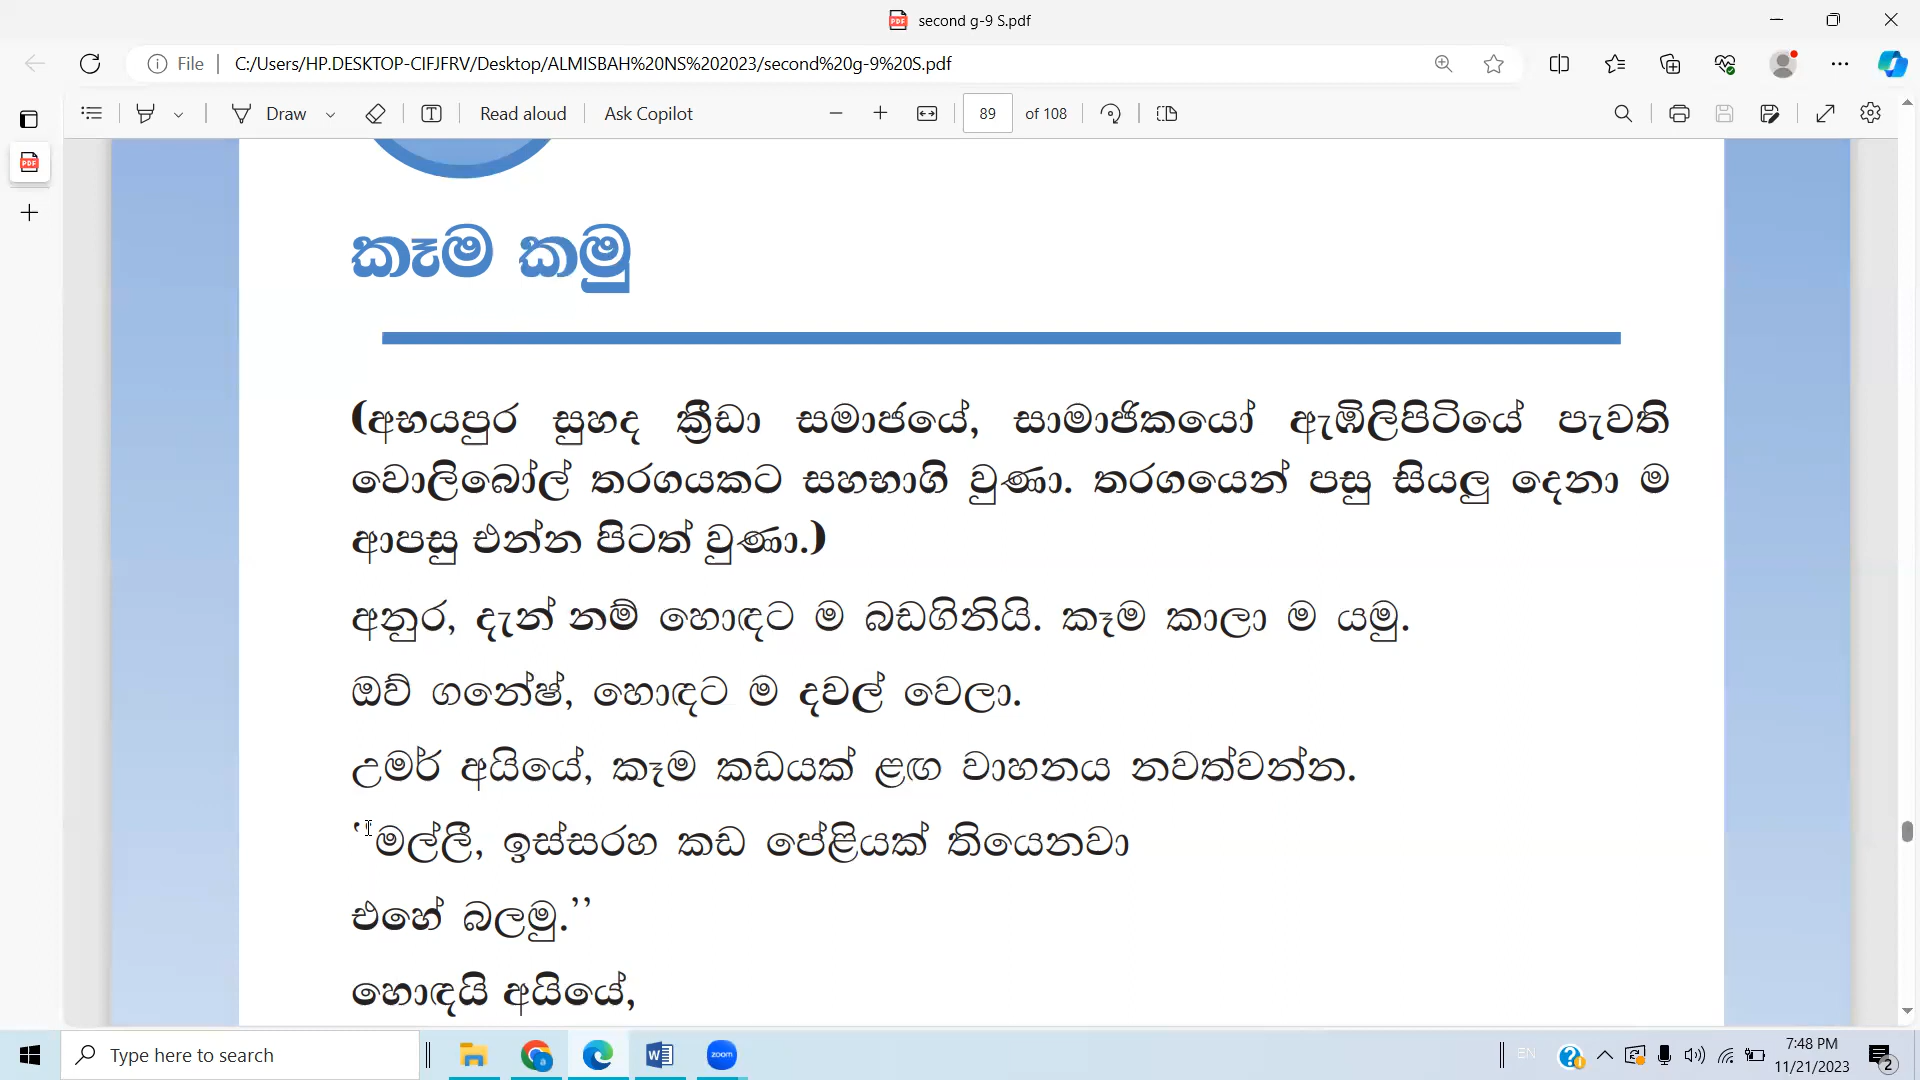 second g-9 S.pdf
File
C:/Users/HP.DESKTOP-CIFJFRV/Desktop/ALMISBAH%20NS%202023/second%20g-9%20S.pdf
Draw Read aloud Ask Copilot 89 of 108
කෑම කමු
(අභයපුර සුහද ක්‍රීඩා සමාජයේ, සාමාජිකයෝ ඇඹිලිපිටියේ පැවති
වොලිබෝල් තරගයකට සහභාගි වුණා. තරගයෙන් පසු සියලු දෙනා ම
ආපසු එන්න පිටත් වුණා.)
අනුර, දැන් නම් හොඳට ම බඩගිනියි. කෑම කාලා ම යමු.
ඔව් ගනේෂ්, හොඳට ම දවල් වෙලා.
උමර් අයියේ, කෑම කඩයක් ළඟ වාහනය නවත්වන්න.
‘‘මල්ලී, ඉස්සරහ කඩ පේළියක් තියෙනවා
එහේ බලමු.’’
හොඳයි අයියේ,
Type here to search
zoom
EN
7:48 PM
11/21/2023
2